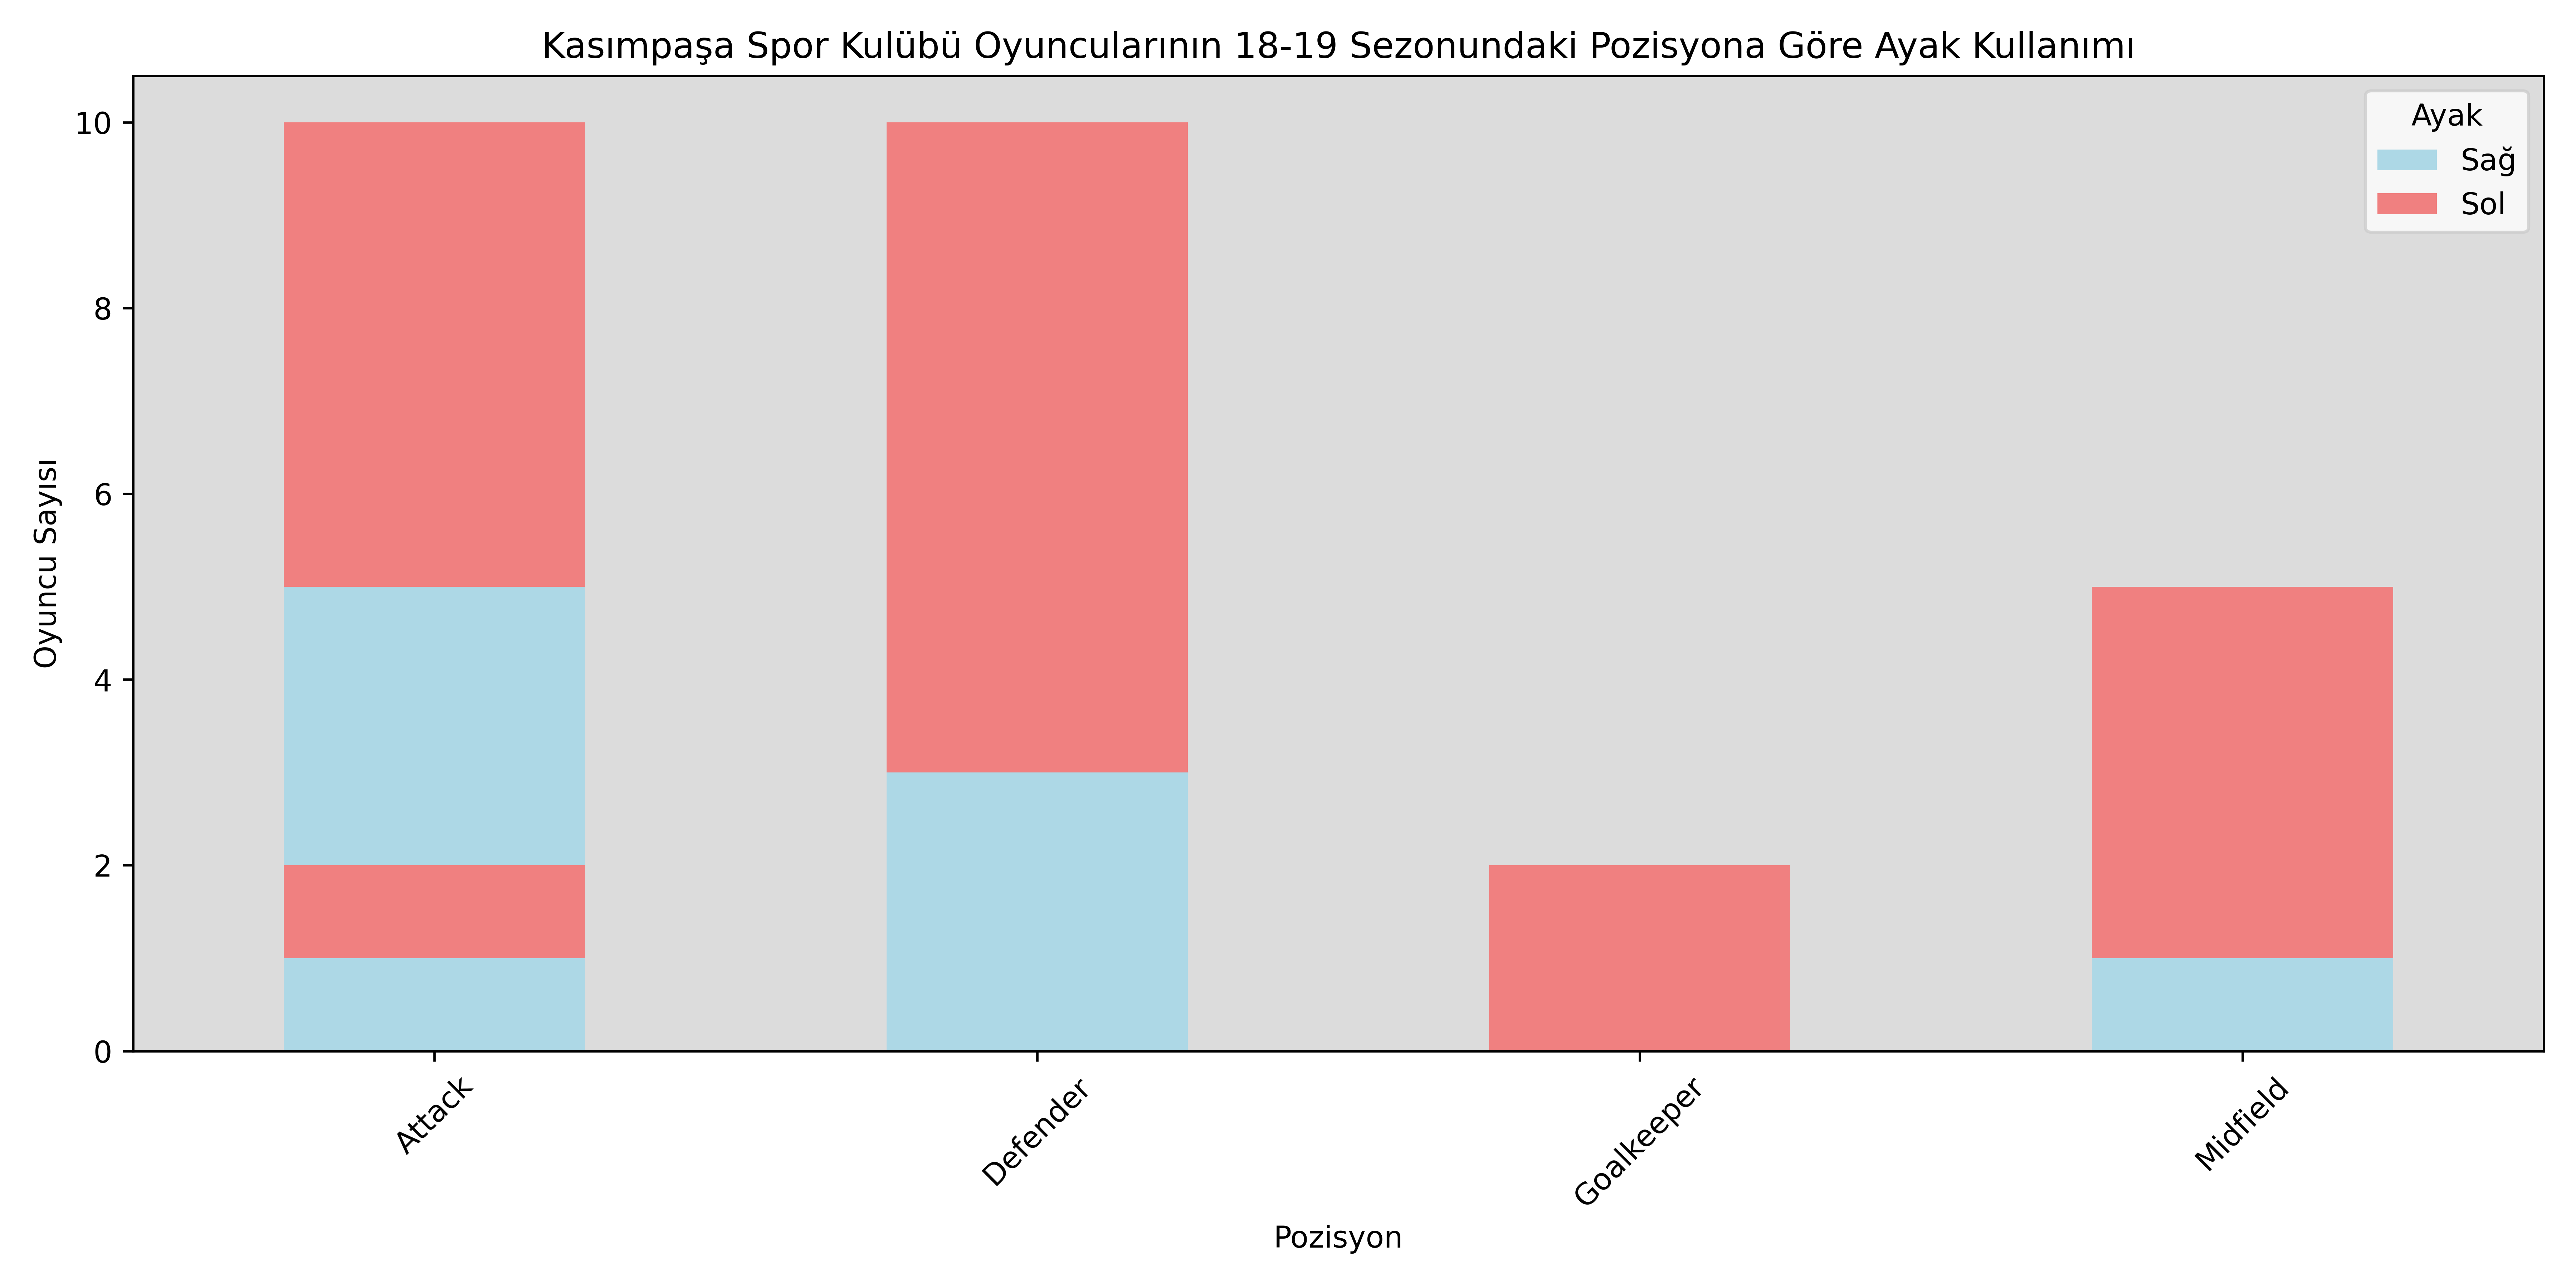 Kasımpaşa Spor Kulübü Oyuncularının 18-19 Sezonundaki Pozisyona Göre Ayak Kullanımı
Ayak
Sağ
Sol
Oyuncu Sayısı
10
8
6
4
2
0
Attack
Defender
Goalkeeper
Midfield
Pozisyon